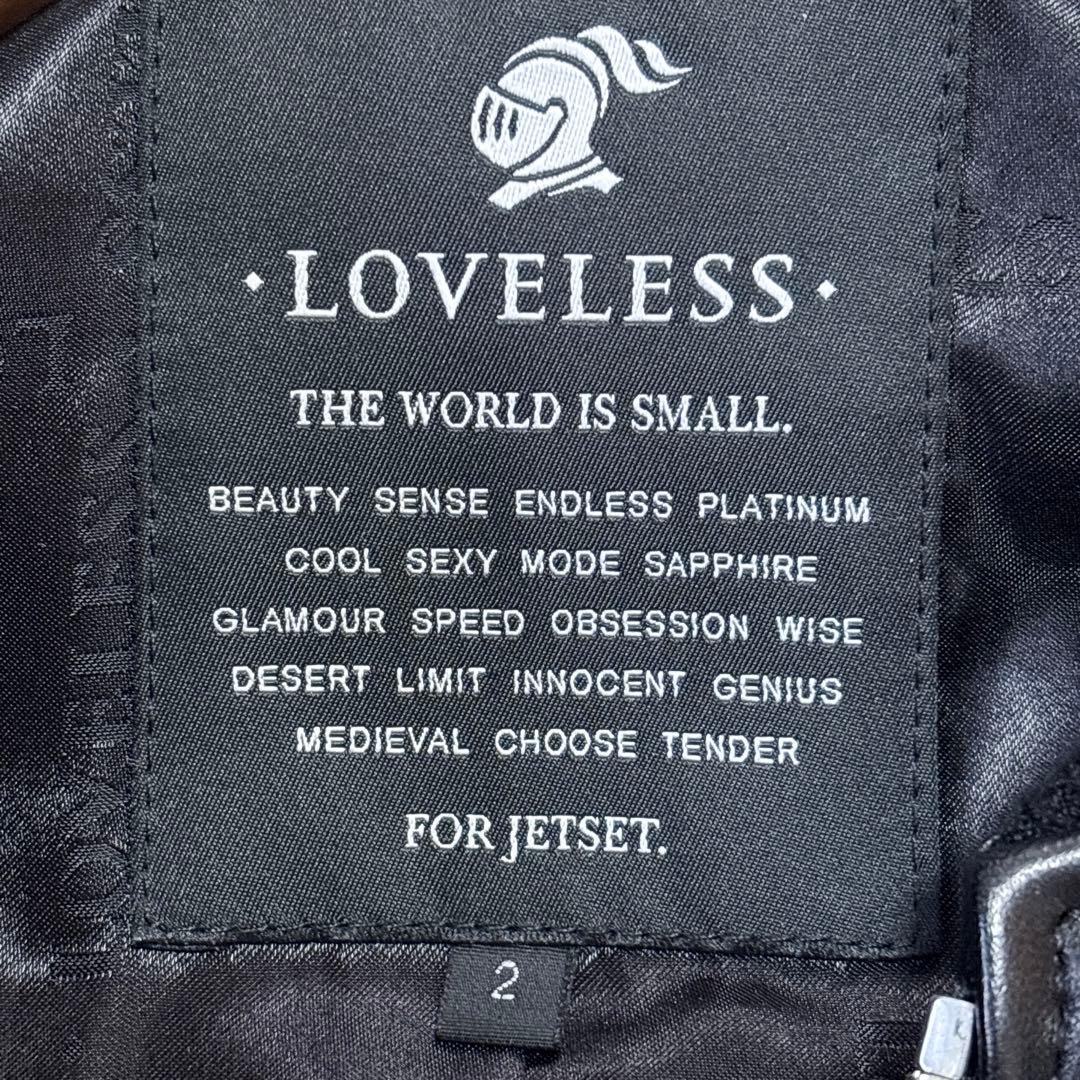 LOVELESS
THE WORLD IS SMALL.
BEAUTY SENSE ENDLESS PLATINUM
COOL SEXY MODE SAPPHIRE
GLAMOUR SPEED OBSESSION WISE
DESERT LIMIT INNOCENT GENIUS
MEDIEVAL CHOOSE TENDER
FOR JETSET.
2